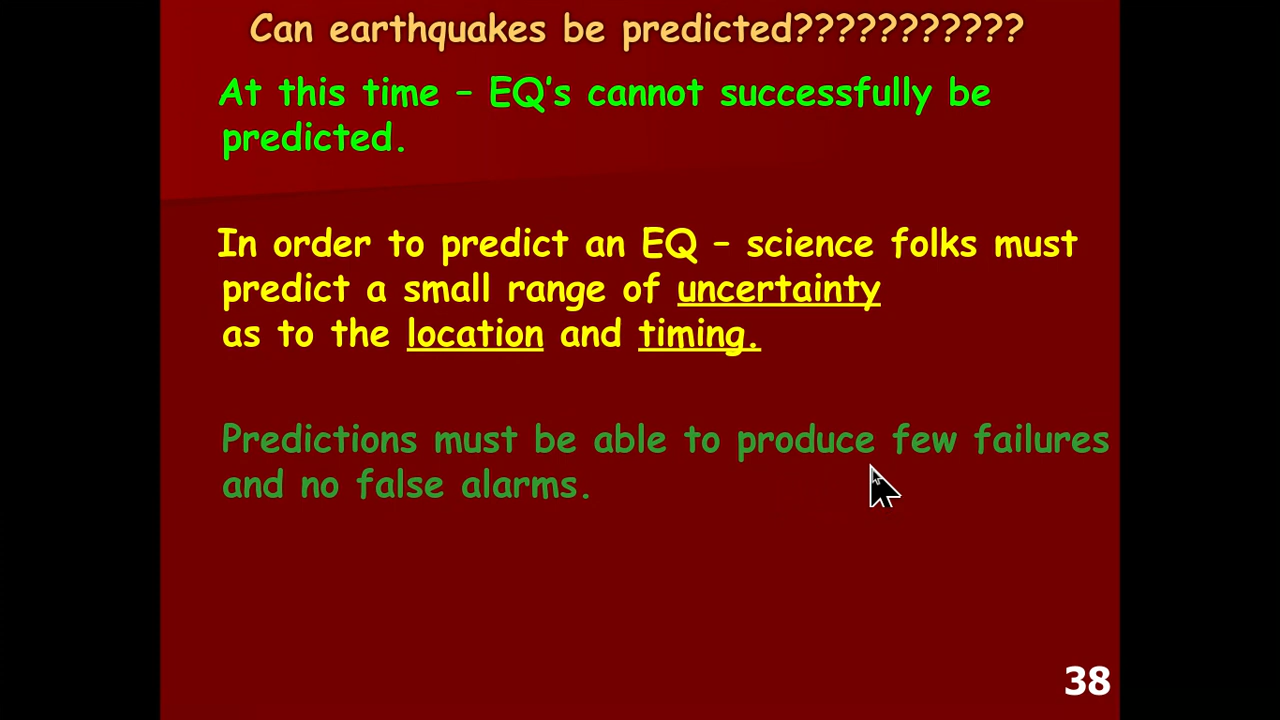 Can earthquakes be predicted???????????
At this time – EQ's cannot successfully be
predicted.
In order to predict an EQ – science folks must
predict a small range of uncertainty
as to the location and timing.
Predictions must be able to produce few failures
and no false alarms.
38